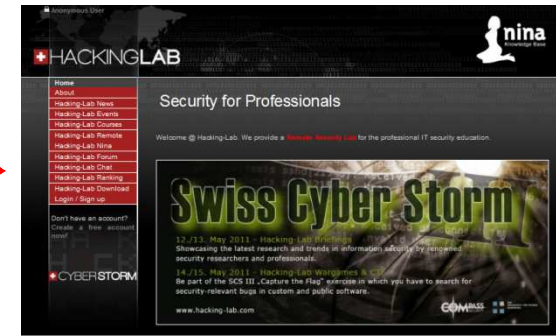 Anonymous User
nina
Knowledge Base
HACKINGLAB
Home
About
Hacking-Lab News
Hacking-Lab Events
Hacking-Lab Courses
Hacking-Lab Remote
Hacking-Lab Nina
Hacking-Lab Forum
Hacking-Lab Chat
Hacking-Lab Ranking
Hacking-Lab Download
Login / Sign up
Don't have an account?
Create a free account
now!
CYBERSTORM
Security for Professionals
Welcome @ Hacking-Lab. We provide a Remote Security Lab for the professional IT security education.
Swiss Cyber Storm
12./13. May 2011 - Hacking-Lab Briefings
Showcasing the latest research and trends in information security by renowned
security researchers and professionals.
14./15. May 2011 - Hacking-Lab Wargames & CTF
Be part of the SCS III „Capture the Flag" exercise in which you have to search for
security-relevant bugs in custom and public software.
www.hacking-lab.com
COMPASS